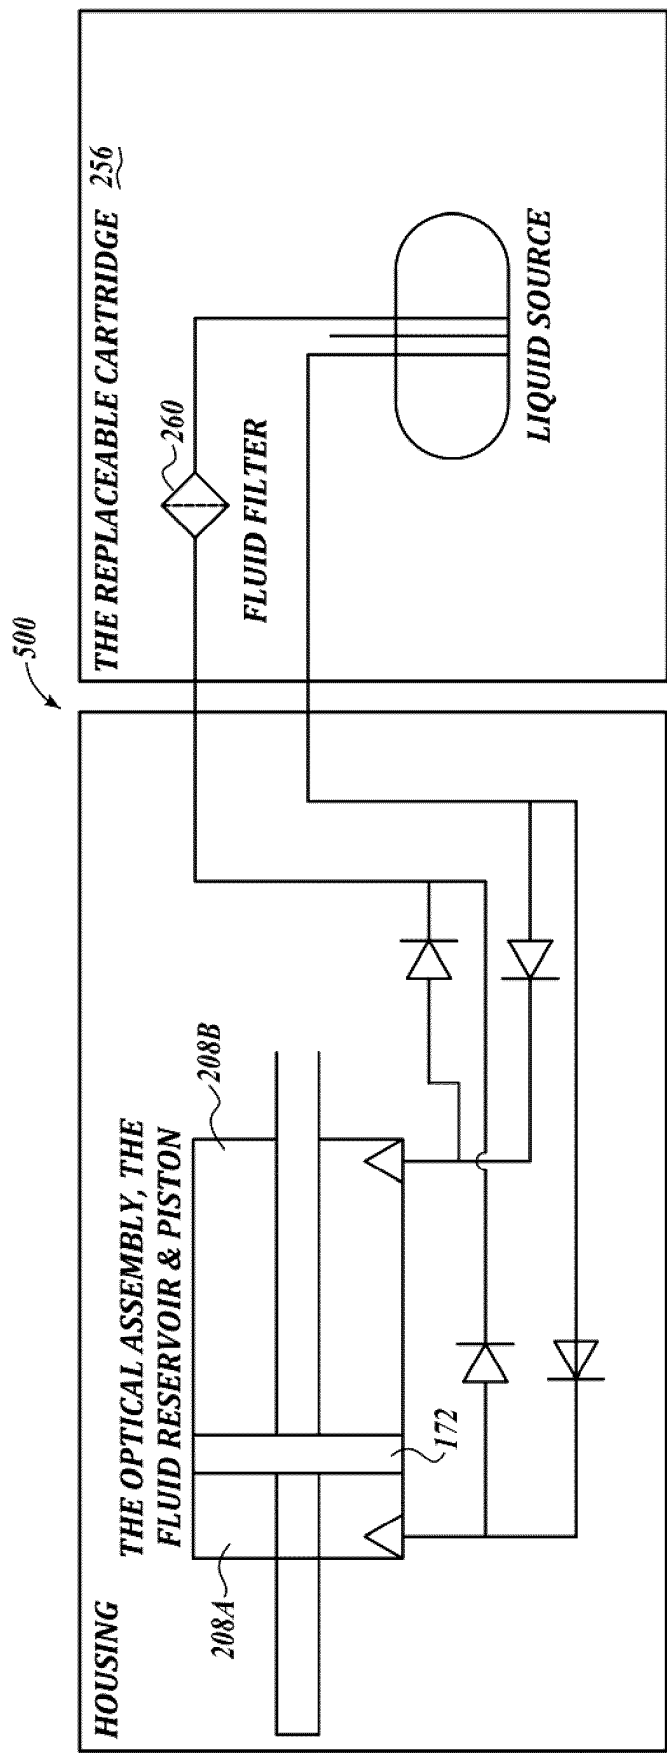 500
HOUSING
THE OPTICAL ASSEMBLY, THE
FLUID RESERVOIR & PISTON
208A
208B
172
THE REPLACEABLE CARTRIDGE 256
260
FLUID FILTER
LIQUID SOURCE